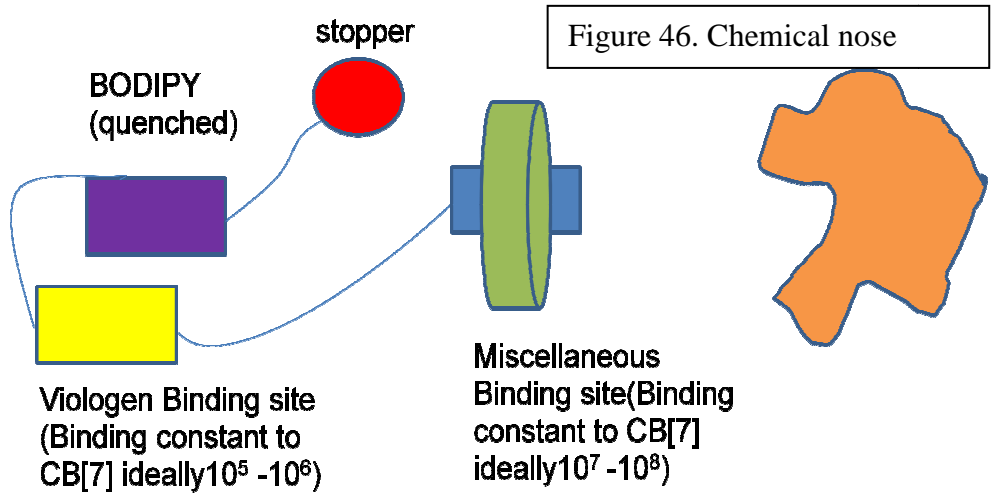 Figure 46. Chemical nose
stopper
BODIPY
(quenched)
Viologen Binding site
(Binding constant to
CB[7] ideally10⁵ -10⁶)
Miscellaneous
Binding site(Binding
constant to CB[7]
ideally10⁷ -10⁸)